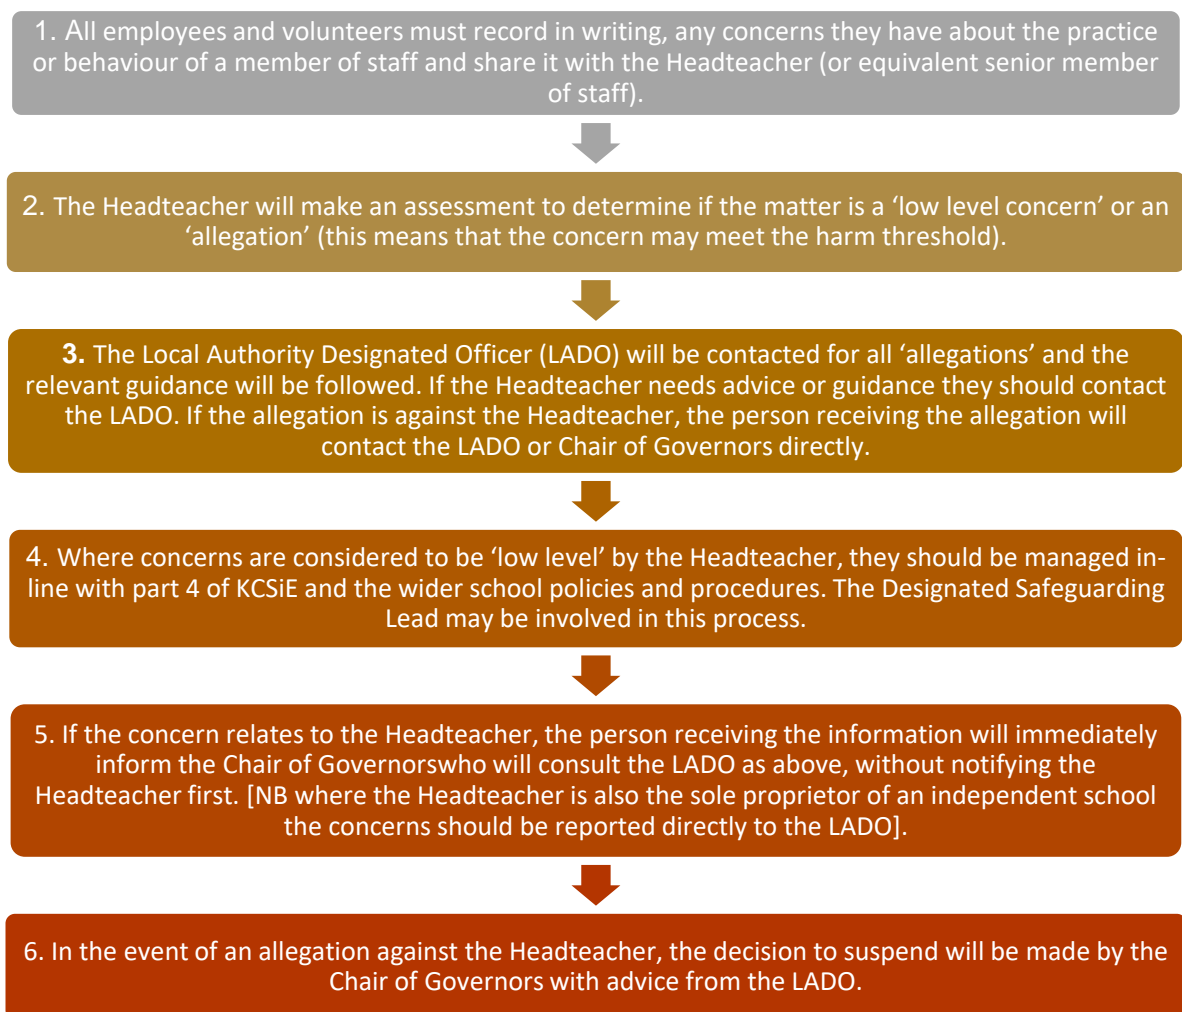 1. All employees and volunteers must record in writing, any concerns they have about the practice
or behaviour of a member of staff and share it with the Headteacher (or equivalent senior member
of staff).
2. The Headteacher will make an assessment to determine if the matter is a ‘low level concern’ or an
‘allegation’ (this means that the concern may meet the harm threshold).
3. The Local Authority Designated Officer (LADO) will be contacted for all ‘allegations’ and the
relevant guidance will be followed. If the Headteacher needs advice or guidance they should contact
the LADO. If the allegation is against the Headteacher, the person receiving the allegation will
contact the LADO or Chair of Governors directly.
4. Where concerns are considered to be ‘low level’ by the Headteacher, they should be managed in-
line with part 4 of KCSiE and the wider school policies and procedures. The Designated Safeguarding
Lead may be involved in this process.
5. If the concern relates to the Headteacher, the person receiving the information will immediately
inform the Chair of Governorswho will consult the LADO as above, without notifying the
Headteacher first. [NB where the Headteacher is also the sole proprietor of an independent school
the concerns should be reported directly to the LADO].
6. In the event of an allegation against the Headteacher, the decision to suspend will be made by the
Chair of Governors with advice from the LADO.